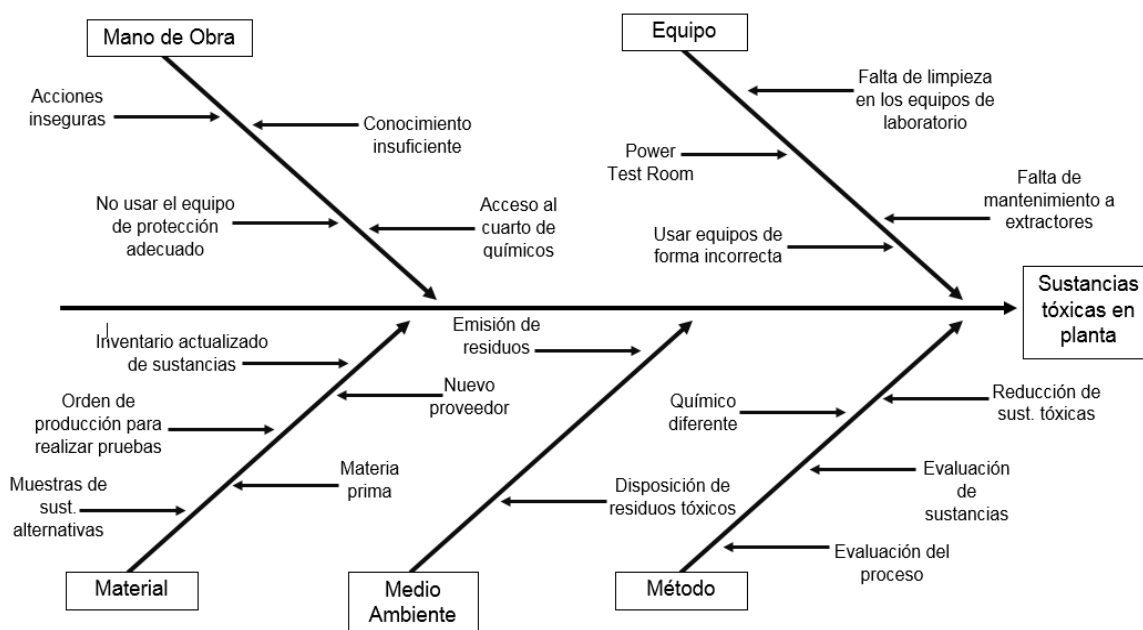 Mano de Obra
Equipo
Acciones
inseguras
Conocimiento
insuficiente
No usar el equipo
de protección
adecuado
Acceso al
cuarto de
químicos
Falta de limpieza
en los equipos de
laboratorio
Power
Test Room
Falta de
mantenimiento a
extractores
Usar equipos de
forma incorrecta
Sustancias
tóxicas en
planta
Inventario actualizado
de sustancias
Nuevo
proveedor
Orden de
producción para
realizar pruebas
Materia
prima
Muestras de
sust.
alternativas
Emisión de
residuos
Disposición de
residuos tóxicos
Químico
diferente
Reducción de
sust. tóxicas
Evaluación
de
sustancias
Evaluación del
proceso
Material
Medio
Ambiente
Método